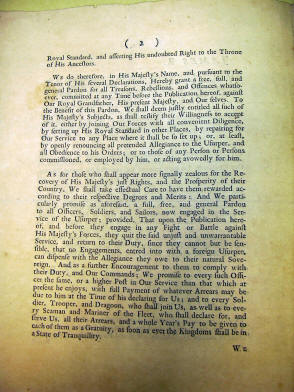 ( 2 )
Royal Standard, and asserting His undoubted Right to the Throne
of His Ancestors.
WE do therefore, in His Majesty's Name, and pursuant to the
Tenor of His several Declarations, Hereby grant a free, full, and
general Pardon for all Treasons, Rebellions, and Offences whatso-
ever, committed at any Time before the Publication hereof, against
Our Royal Grandfather, His present Majesty, and Our selves. To
the Benefit of this Pardon, We shall deem justly entitled all such of
His Majesty's Subjects, as shall testify their Willingness to accept
of it, either by joining Our Forces with all convenient Diligence,
by setting up His Royal Standard in other Places, by repairing for
Our Service to any Place where it shall be so set up; or, at least,
by openly renouncing all pretended Allegiance to the Usurper, and
all Obedience to his Orders; or to those of any Person or Persons
commissioned, or employed by him, or acting avowedly for him.
As for those who shall appear more signally zealous for the Re-
covery of His Majesty's just Rights, and the Prosperity of their
Country, We shall take effectual Care to have them rewarded ac-
cording to their respective Degrees and Merits: And We parti-
cularly promise as aforesaid, a full, free, and general Pardon
to all Officers, Soldiers, and Sailors, now engaged in the Ser-
vice of the Usurper; provided, That upon the Publication here-
of, and before they engage in any Fight or Battle against
His Majesty's Forces, they quit the said unjust and unwarrantable
Service, and return to their Duty, since they cannot but be sen-
sible, that no Engagements, entred into with a foreign Usurper,
can dispense with the Allegiance they owe to their natural Sove-
reign. And as a further Encouragement to them to comply with
their Duty, and Our Commands; We promise to every such Offi-
cer the same, or a higher Post in Our Service than that which at
present he enjoys, with full Payment of whatever Arrears may be
due to him at the Time of his declaring for Us; and to every Sol-
dier, Trooper, and Dragoon, who shall join Us, as well as to eve-
ry Seaman and Mariner of the Fleet, who shall declare for, and
serve Us, all their Arrears, and a whole Year's Pay to be given to
each of them as a Gratuity, as soon as ever the Kingdoms shall be in
a State of Tranquillity.